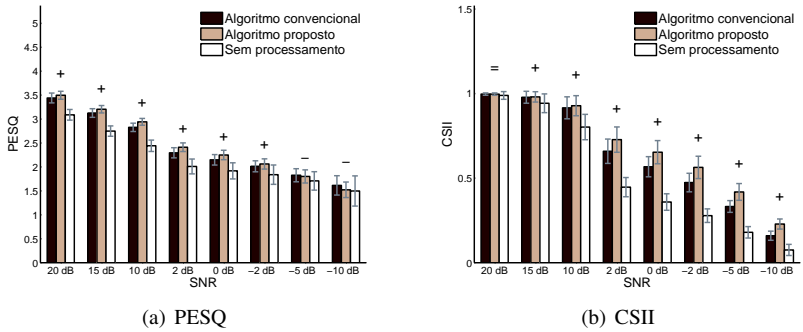 5
4.5
4
3.5
3
2.5
2
1.5
1
0.5
0
PESQ
Algoritmo convencional
Algoritmo proposto
Sem processamento
+ + + + + + − −
20 dB 15 dB 10 dB 2 dB 0 dB −2 dB −5 dB −10 dB
SNR
(a) PESQ
1.5
1
0.5
0
CSII
Algoritmo convencional
Algoritmo proposto
Sem processamento
= + + + + + + +
20 dB 15 dB 10 dB 2 dB 0 dB −2 dB −5 dB −10 dB
SNR
(b) CSII